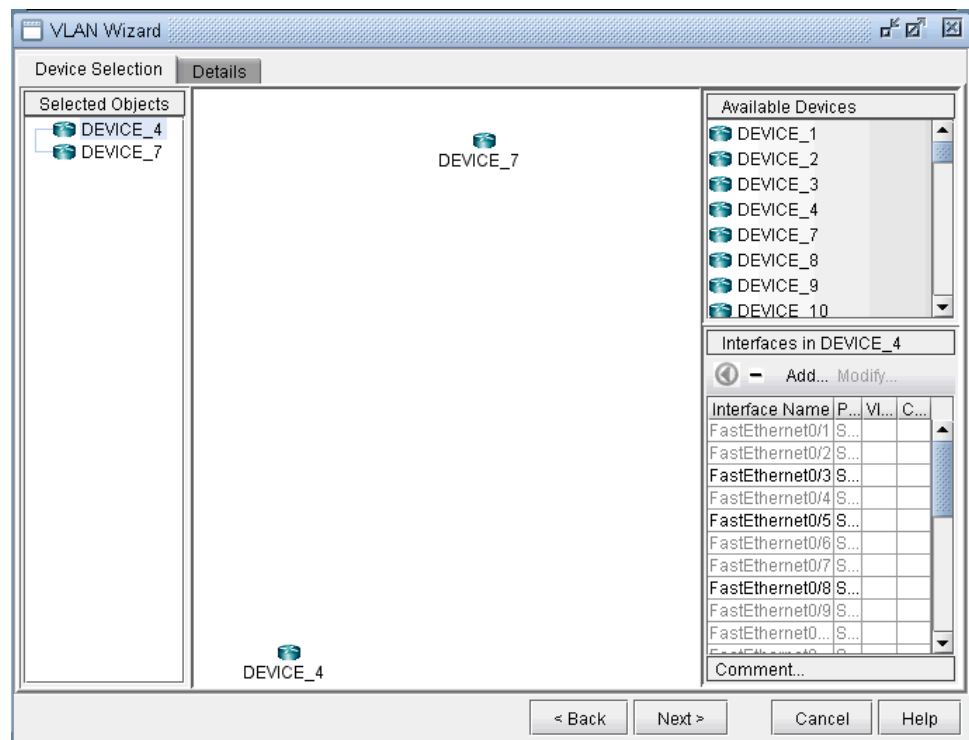 VLAN Wizard
Device Selection
Details
Selected Objects
DEVICE_4
DEVICE_7
DEVICE_7
DEVICE_4
Available Devices
DEVICE_1
DEVICE_2
DEVICE_3
DEVICE_4
DEVICE_7
DEVICE_8
DEVICE_9
DEVICE_10
Interfaces in DEVICE_4
Add... Modify...
Interface Name P... Vl... C...
FastEthernet0/1 S...
FastEthernet0/2 S...
FastEthernet0/3 S...
FastEthernet0/4 S...
FastEthernet0/5 S...
FastEthernet0/6 S...
FastEthernet0/7 S...
FastEthernet0/8 S...
FastEthernet0/9 S...
FastEthernet0... S...
Comment...
< Back Next > Cancel Help